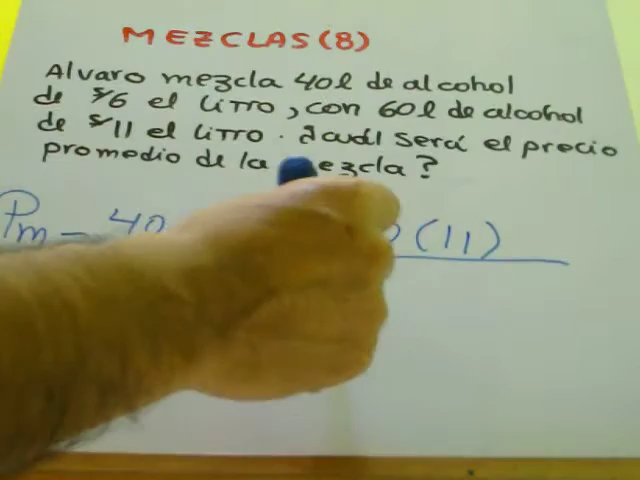 MEZCLAS(8)
Alvaro mezcla 40l de alcohol
de S/6 el litro, con 60l de alcohol
de S/11 el litro. ¿cuál será el precio
promedio de la ezcla?
Pm = 40 (11)